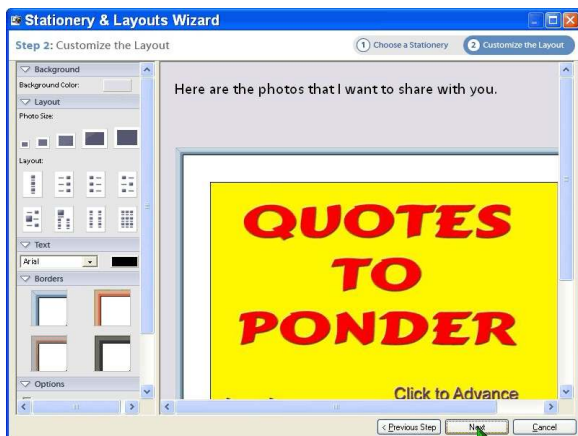 Stationery & Layouts Wizard
Step 2: Customize the Layout
1 Choose a Stationery
2 Customize the Layout
Background
Background Color:
Layout
Photo Size:
Layout:
Text
Arial
Borders
Options
Here are the photos that I want to share with you.
QUOTES
TO
PONDER
Click to Advance
< Previous Step
Next
Cancel